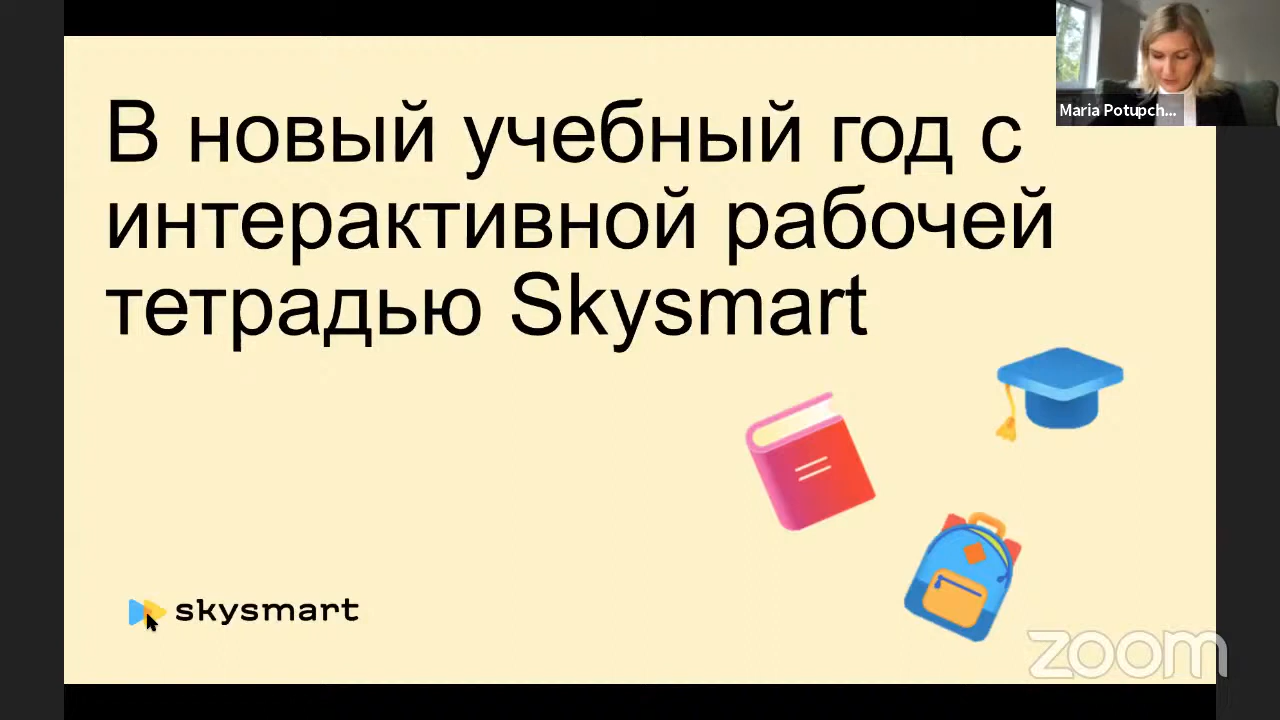 В новый учебный год с
интерактивной рабочей
тетрадью Skysmart
Maria Potupch...
skysmart
zoom